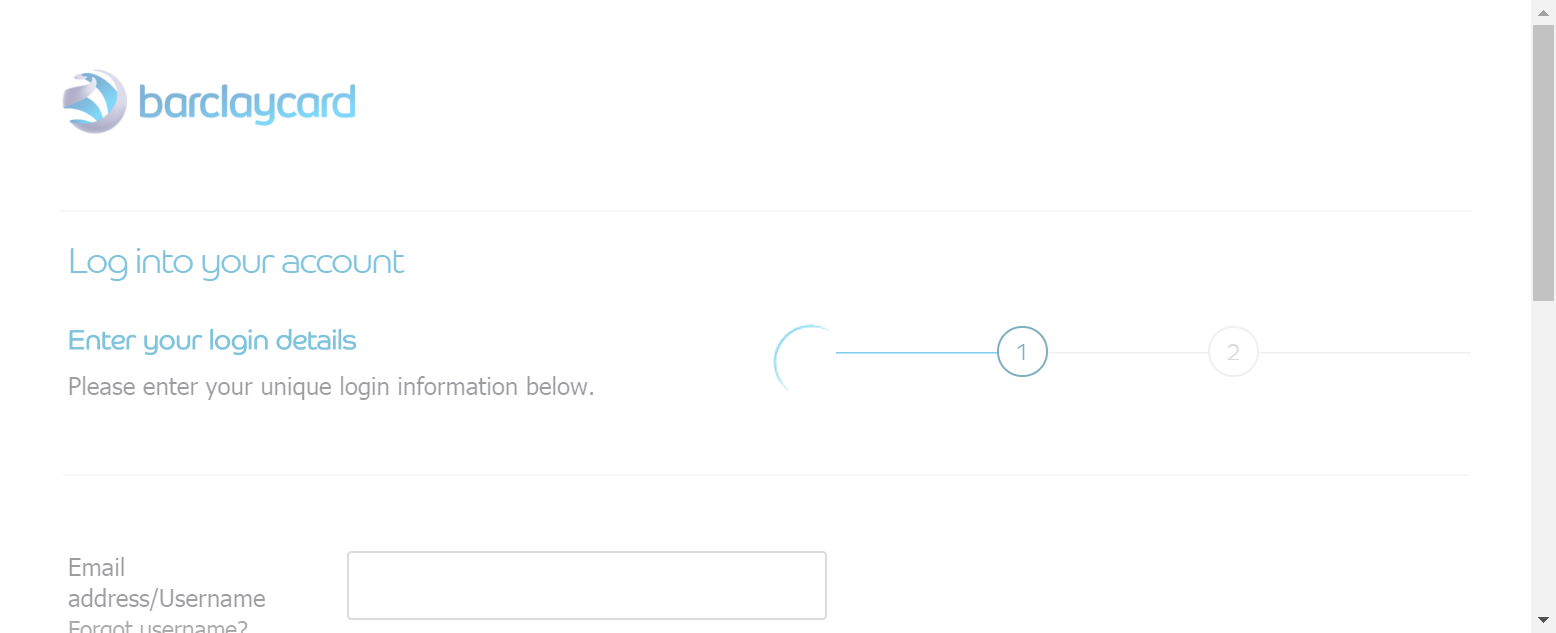 barclaycard
Log into your account
Enter your login details
1
2
Please enter your unique login information below.
Email
address/Username
Forgot username?